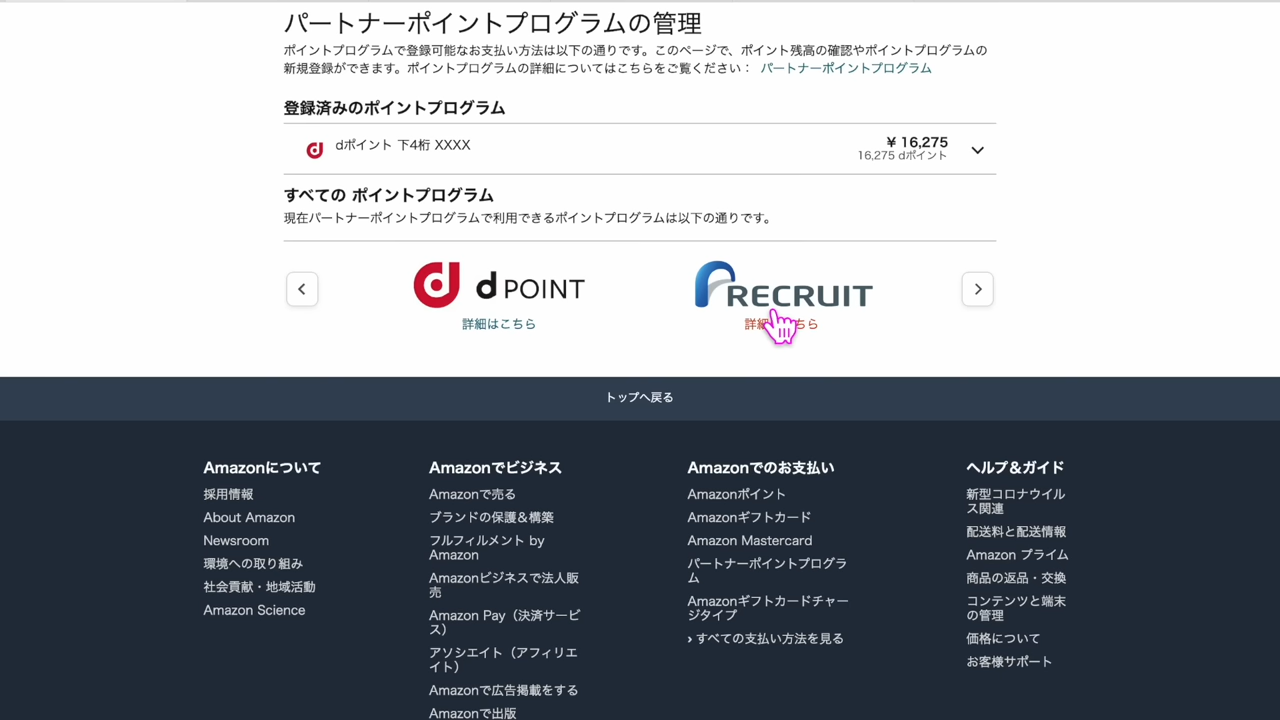 パートナーポイントプログラムの管理
ポイントプログラムで登録可能なお支払い方法は以下の通りです。このページで、ポイント残高の確認やポイントプログラムの
新規登録ができます。ポイントプログラムの詳細についてはこちらをご覧ください： パートナーポイントプログラム
登録済みのポイントプログラム
dポイント 下4桁 XXXX
¥ 16,275
16,275 dポイント
すべての ポイントプログラム
現在パートナーポイントプログラムで利用できるポイントプログラムは以下の通りです。
d POINT
RECRUIT
詳細はこちら
詳細 ちら
トップへ戻る
Amazonについて
採用情報
About Amazon
Newsroom
環境への取り組み
社会貢献・地域活動
Amazon Science
Amazonでビジネス
Amazonで売る
ブランドの保護＆構築
フルフィルメント by
Amazon
Amazonビジネスで法人販
売
Amazon Pay（決済サービ
ス）
アソシエイト（アフィリエ
イト）
Amazonで広告掲載をする
Amazonで出版
Amazonでのお支払い
Amazonポイント
Amazonギフトカード
Amazon Mastercard
パートナーポイントプログラ
ム
Amazonギフトカードチャー
ジタイプ
› すべての支払い方法を見る
ヘルプ＆ガイド
新型コロナウイル
ス関連
配送料と配送情報
Amazon プライム
商品の返品・交換
コンテンツと端末
の管理
価格について
お客様サポート